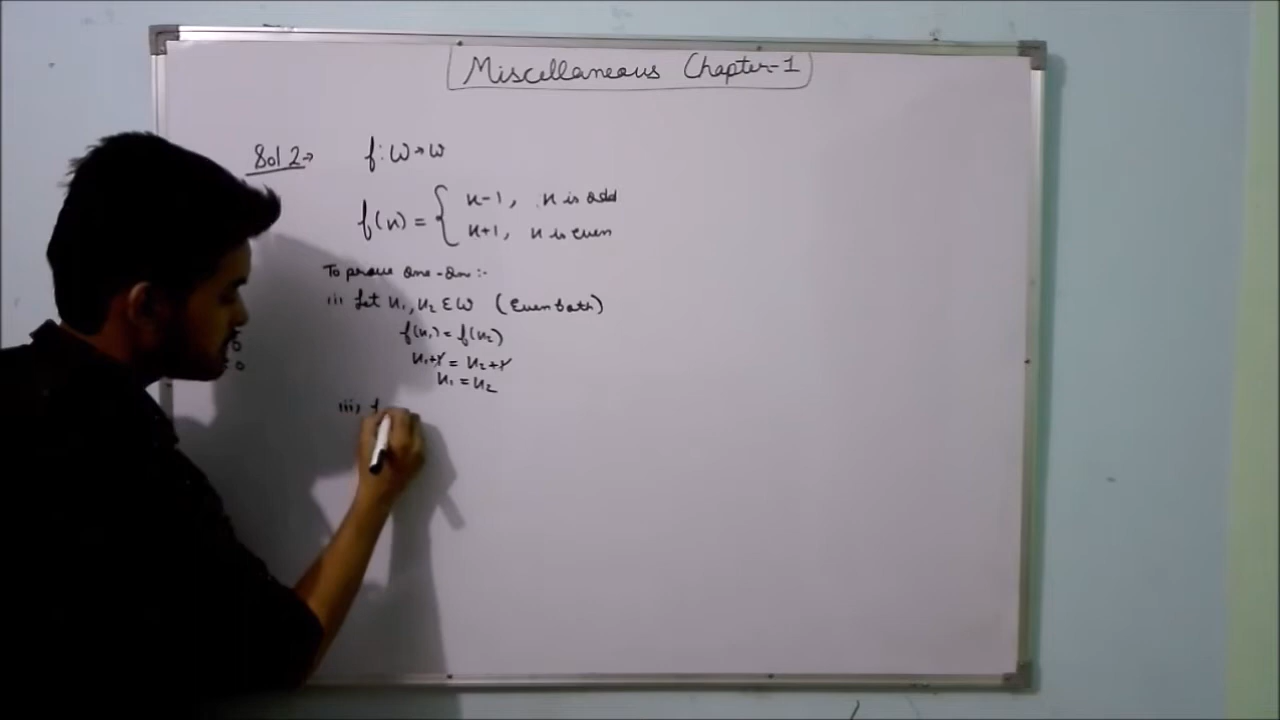 Miscellaneous Chapter-1
Sol 2→ f: W→W
f(x) = { x-1, x is odd
x+1, x is even
To prove one-one:-
(i) Let x₁, x₂ ∈ W (Even both)
f(x₁) = f(x₂)
x₁+1 = x₂+1
x₁ = x₂
(ii)